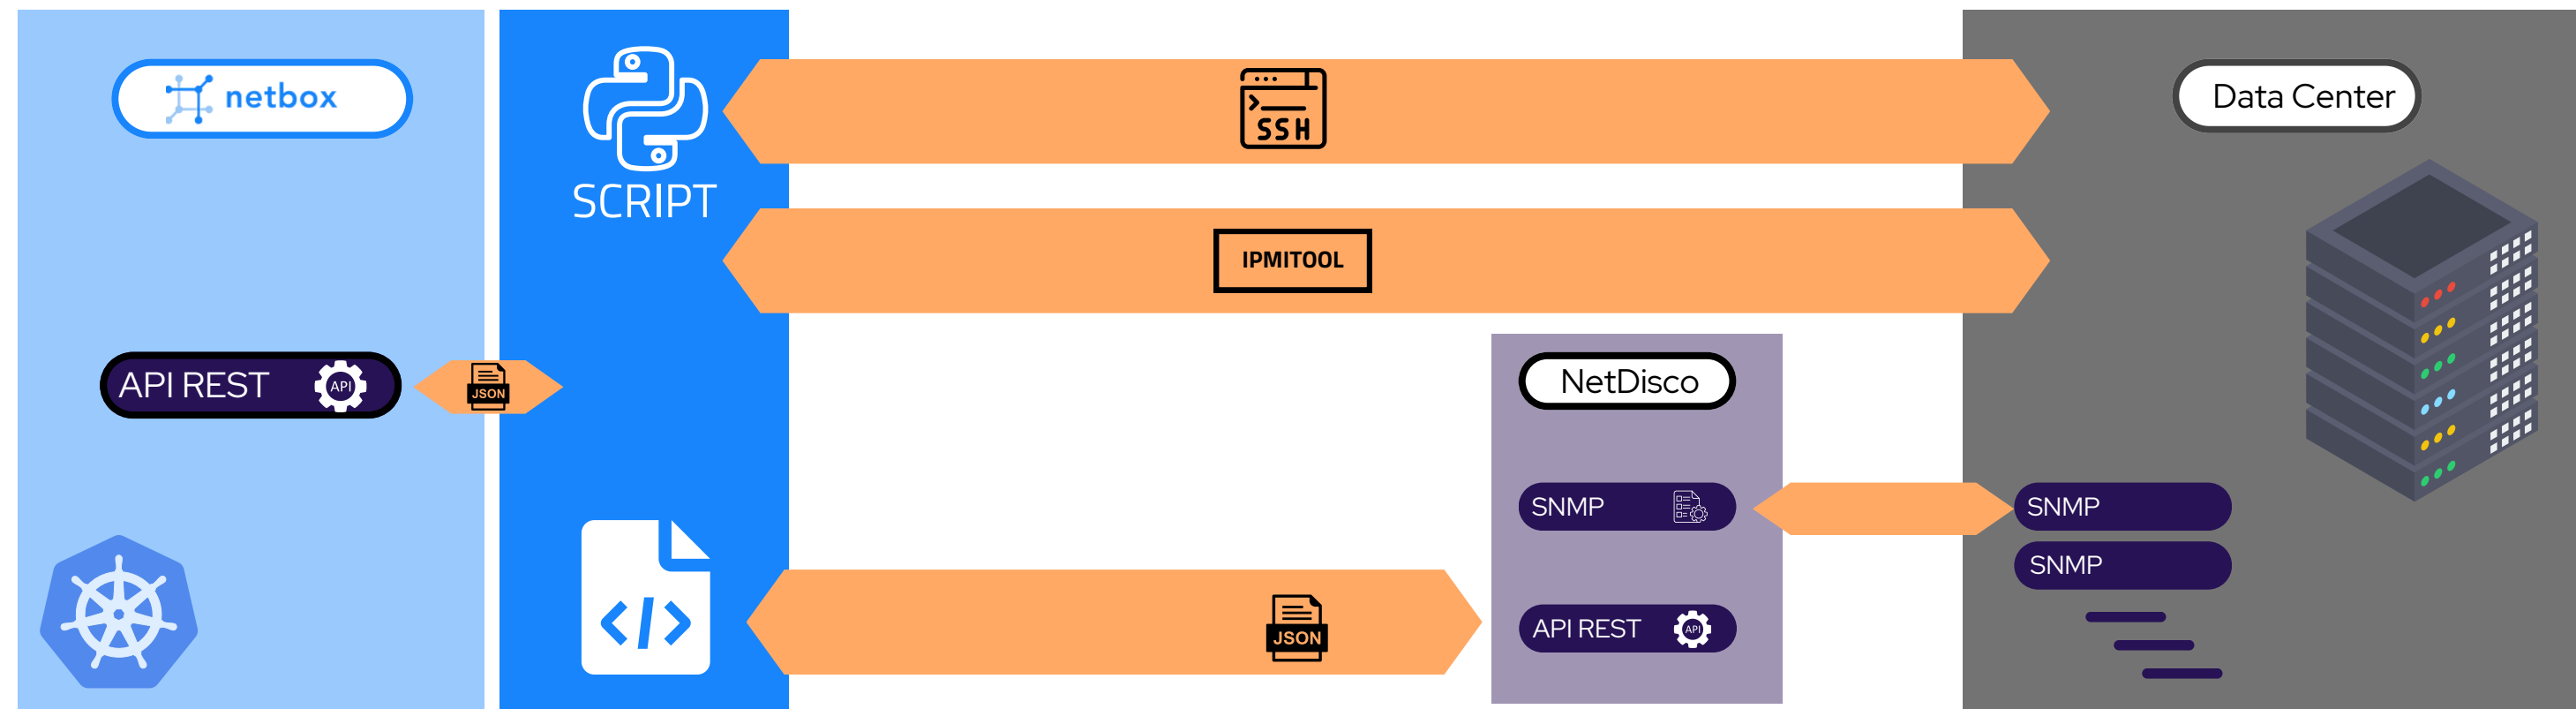 netbox
API REST
API
JSON
SCRIPT
SSH
IPMITOOL
JSON
NetDisco
SNMP
API REST
API
Data Center
SNMP
SNMP